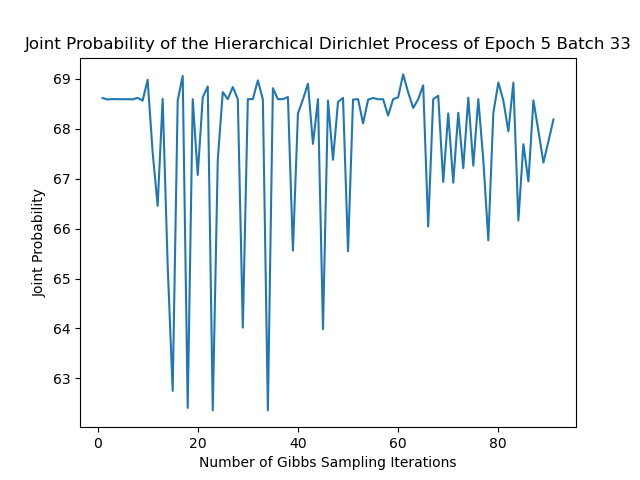 Joint Probability of the Hierarchical Dirichlet Process of Epoch 5 Batch 33
69
68
67
66
65
64
63
Joint Probability
0 20 40 60 80
Number of Gibbs Sampling Iterations